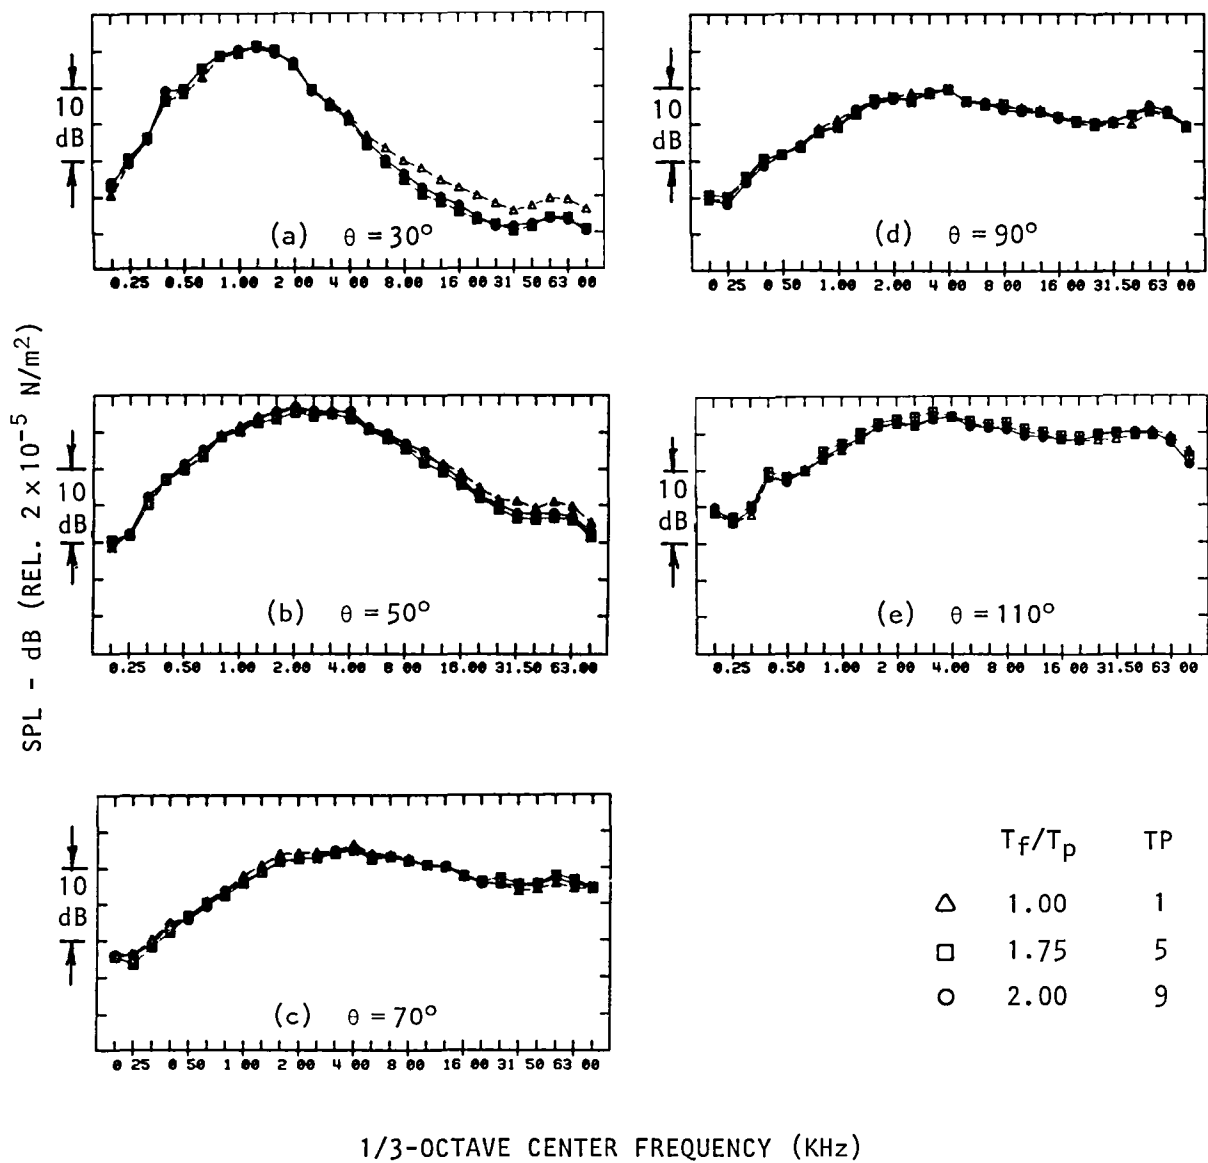 10
dB
(a) θ = 30°
0.25 0.50 1.00 2.00 4 00 8.00 16 00 31 50 63 00
10
dB
(d) θ = 90°
0 25 0 50 1.00 2.00 4 00 8 00 16 00 31.50 63 00
SPL - dB (REL. 2 x 10⁻⁵ N/m²)
10
dB
(b) θ = 50°
0.25 0.50 1.00 2.00 4.00 8.00 16.00 31.50 63.00
10
dB
(e) θ = 110°
0.25 0.50 1.00 2 00 4 00 8.00 16 00 31.50 63 00
10
dB
(c) θ = 70°
0 25 0 50 1 00 2 00 4 00 8 00 16 00 31 50 63 00
Tf/Tp TP
△ 1.00 1
□ 1.75 5
○ 2.00 9
1/3-OCTAVE CENTER FREQUENCY (KHz)